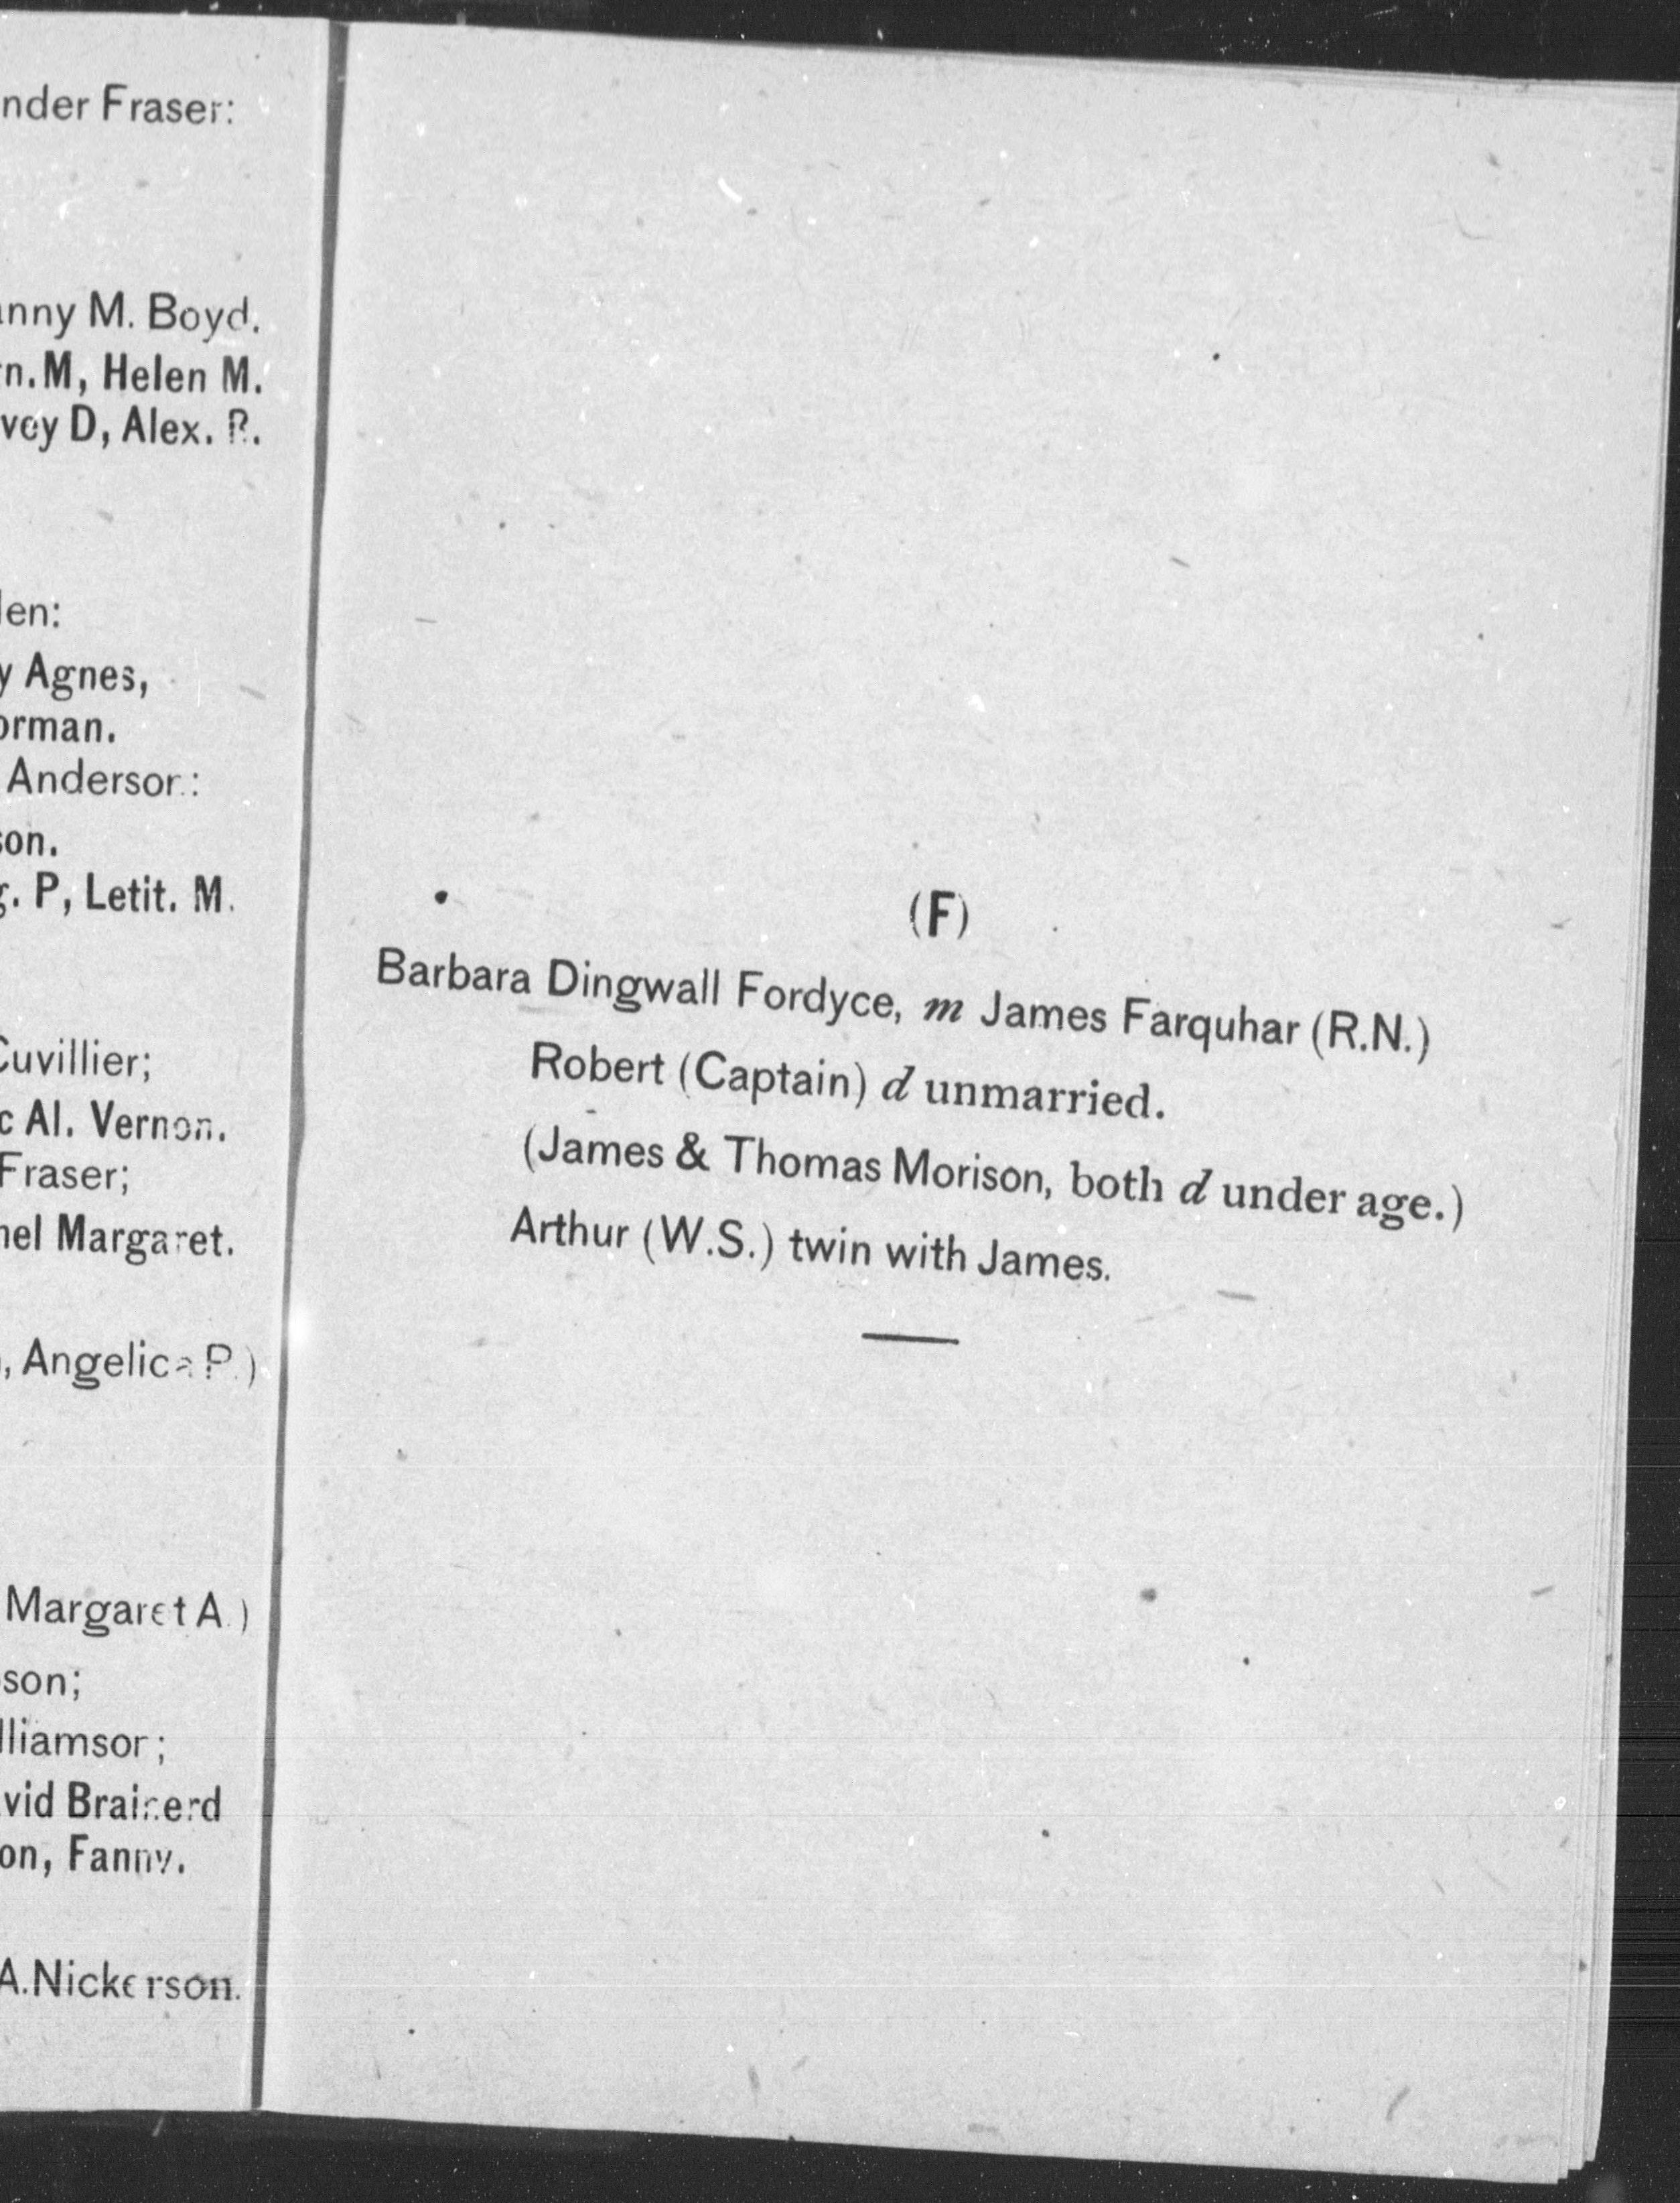 nder Fraser:
nny M. Boyd.
n. M, Helen M.
vey D, Alex. R.
en:
y Agnes,
orman.
Anderson:
son.
g. P, Letit. M.
Cuvillier;
c Al. Vernon.
Fraser;
nel Margaret.
, Angelica P.)
Margaret A.)
son;
lliamson;
vid Brainerd
on, Fanny.
A. Nickerson.
(F)
Barbara Dingwall Fordyce, m James Farquhar (R.N.)
Robert (Captain) d unmarried.
(James & Thomas Morison, both d under age.)
Arthur (W.S.) twin with James.